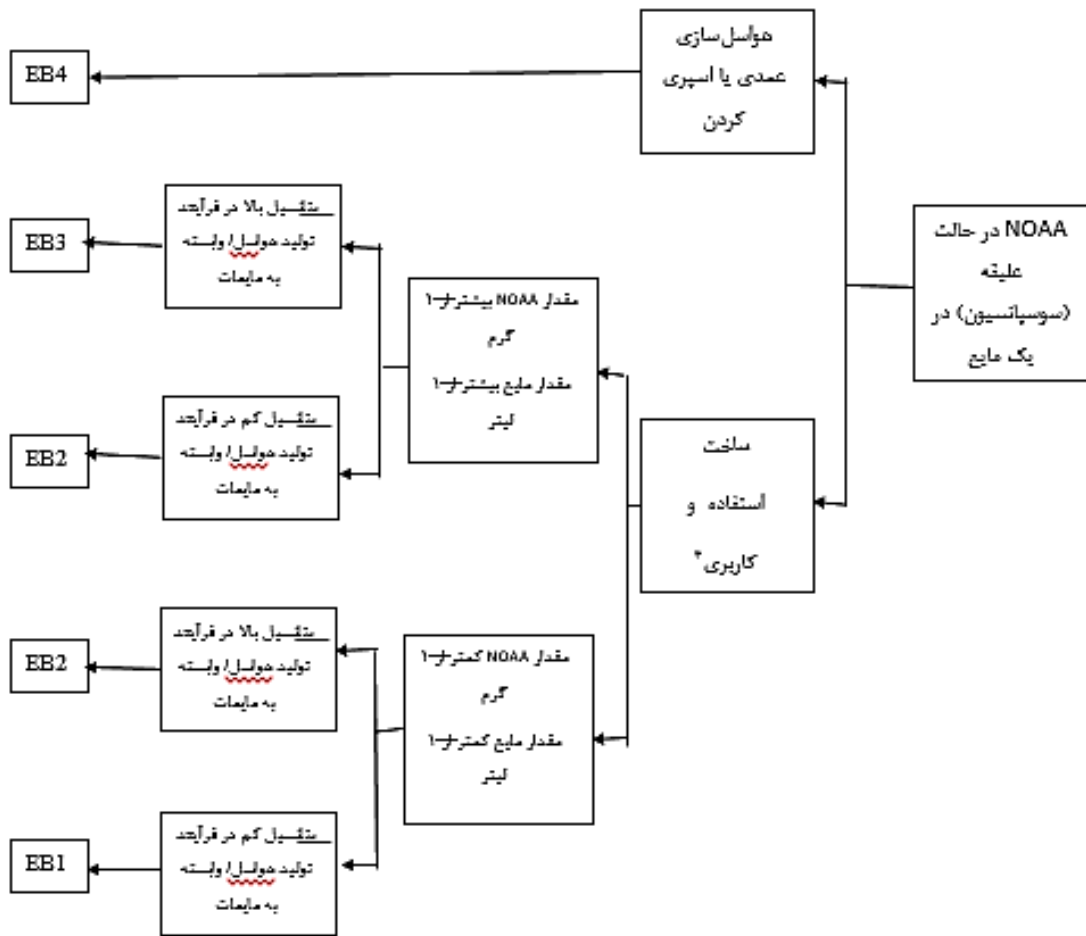 NOAA در حالت
علیقه
(سوسپانسیون) در
یک مایع
هواسل‌سازی
عمدی یا اسپری
کردن
EB4
ساخت
استفاده و
کاربری
مقدار NOAA بیشتر از ۱
گرم
مقدار مایع بیشتر از ۱
لیتر
بالا در فرآیند
تولید هواسل/ وابسته
به مایعات
EB3
کم در فرآیند
تولید هواسل/ وابسته
به مایعات
EB2
مقدار NOAA کمتر از ۱
گرم
مقدار مایع کمتر از ۱
لیتر
بالا در فرآیند
تولید هواسل/ وابسته
به مایعات
EB2
کم در فرآیند
تولید هواسل/ وابسته
به مایعات
EB1